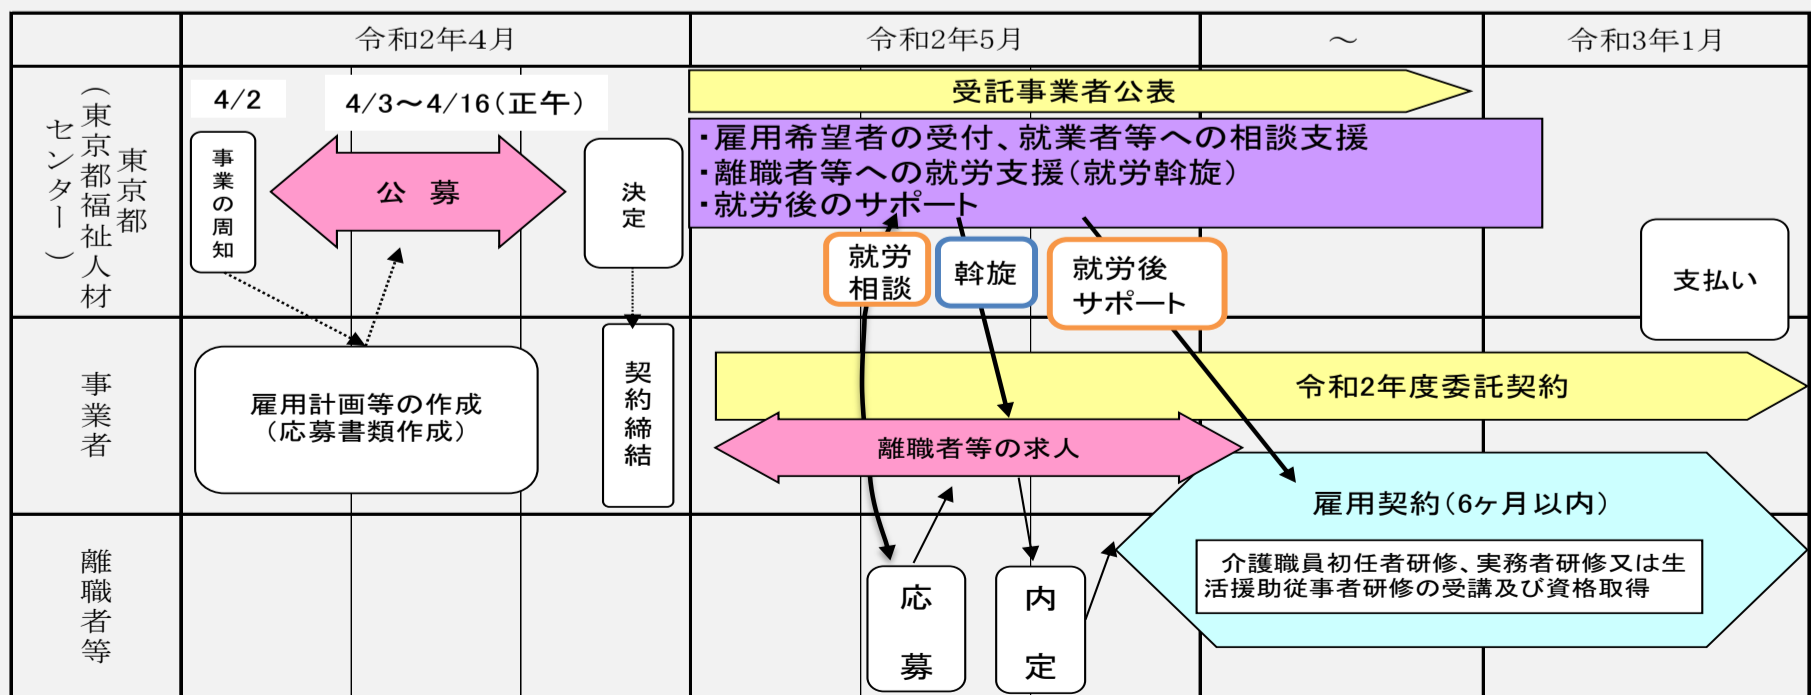 令和2年4月
令和2年5月
～
令和3年1月
東京都
（東京都福祉人材
センター）
4/2
4/3～4/16（正午）
事業の周知
公　募
決定
受託事業者公表
・雇用希望者の受付、就業者等への相談支援
・離職者等への就労支援（就労斡旋）
・就労後のサポート
就労
相談
斡旋
就労後
サポート
支払い
事業者
雇用計画等の作成
（応募書類作成）
契約締結
令和2年度委託契約
離職者等の求人
雇用契約（6ヶ月以内）
介護職員初任者研修、実務者研修又は生
活援助従事者研修の受講及び資格取得
離職者等
応募
内定